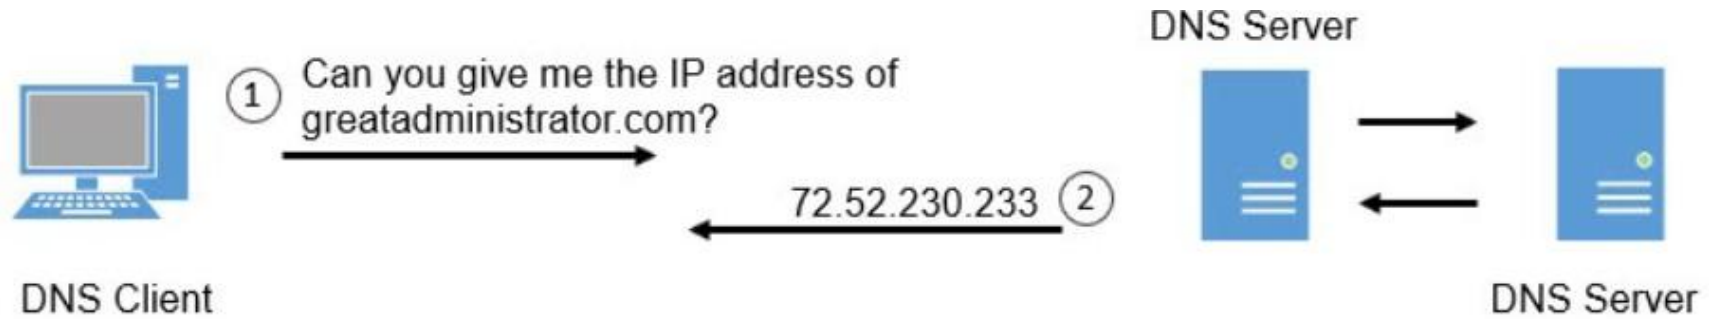 DNS Server
1
Can you give me the IP address of
greatadministrator.com?
72.52.230.233 2
DNS Client
DNS Server